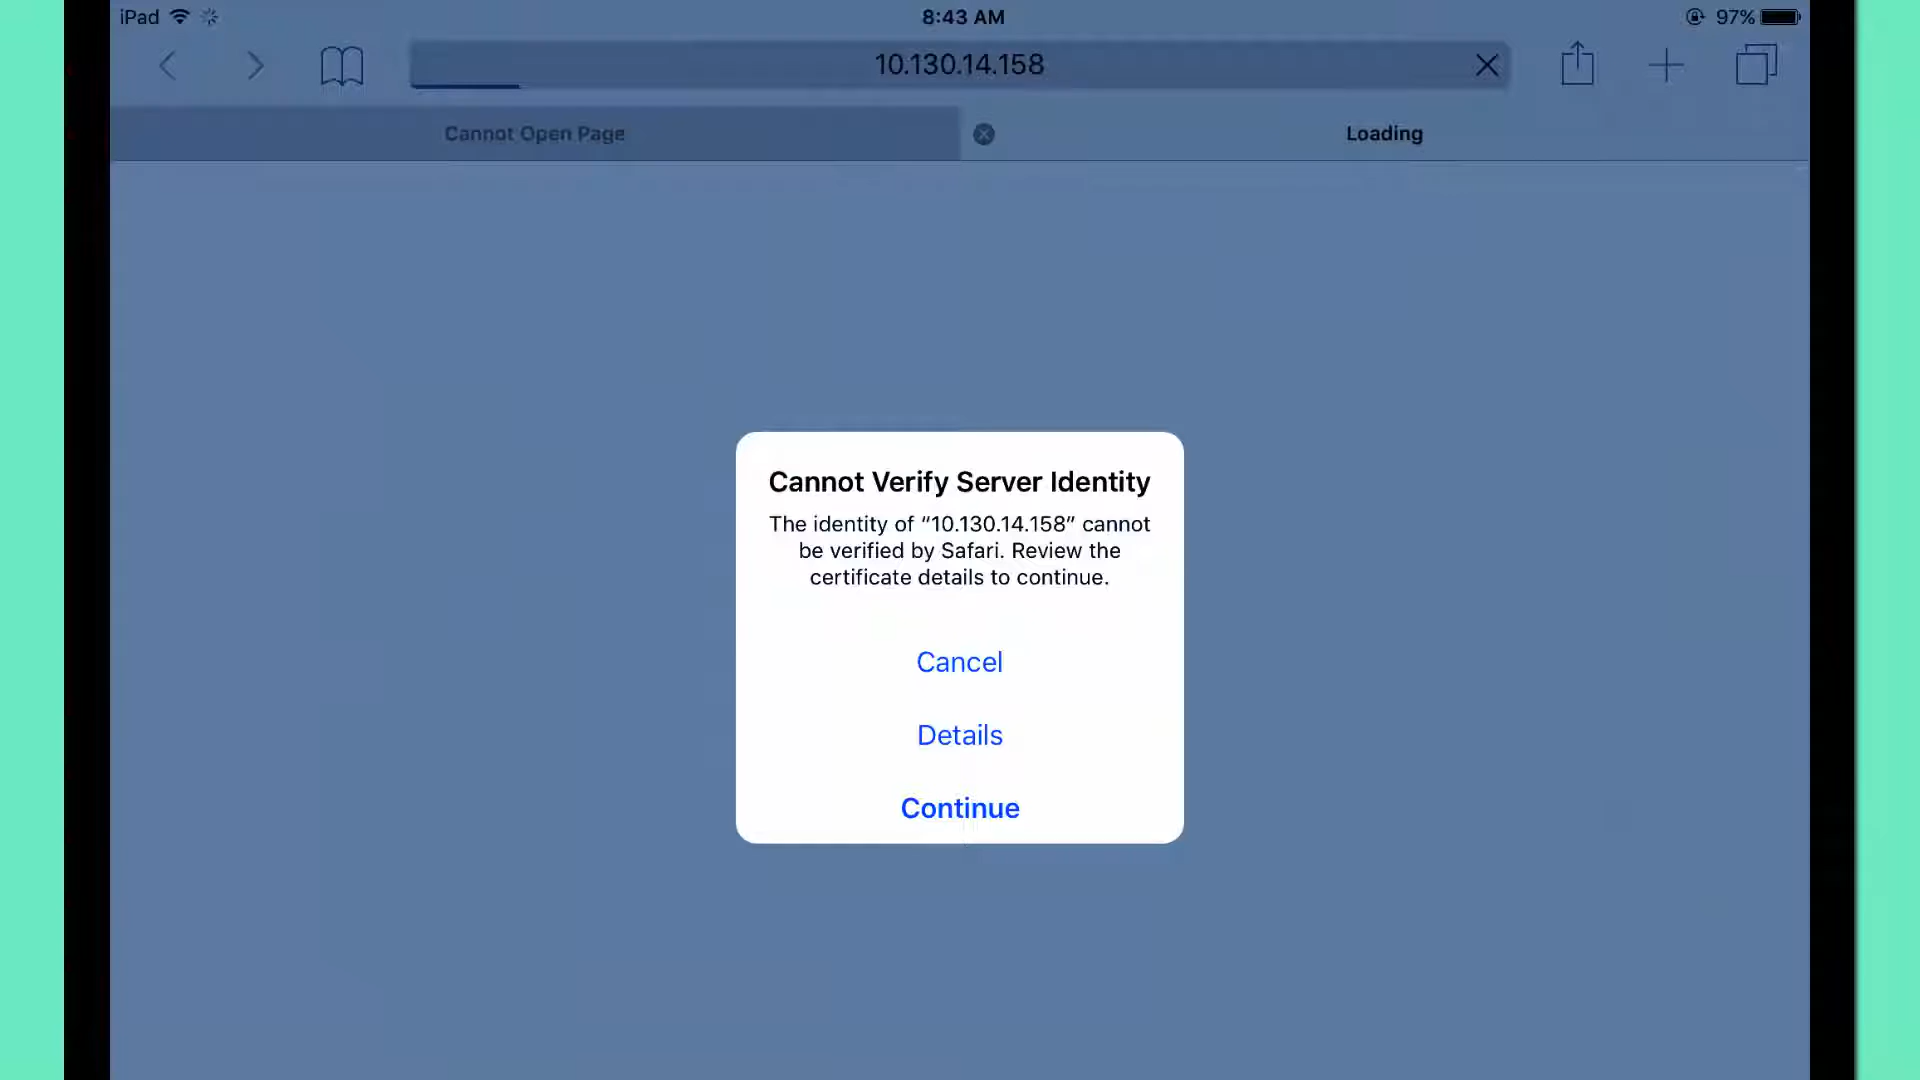 iPad
8:43 AM
97%
10.130.14.158
Cannot Open Page
Loading
Cannot Verify Server Identity
The identity of “10.130.14.158” cannot
be verified by Safari. Review the
certificate details to continue.
Cancel
Details
Continue